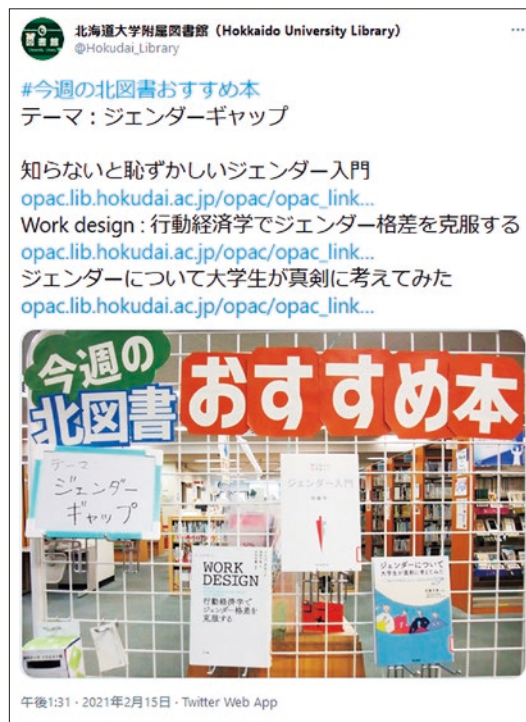 北海道大学附属図書館（Hokkaido University Library）
@Hokudai_Library
#今週の北図書おすすめ本
テーマ：ジェンダーギャップ
知らないと恥ずかしいジェンダー入門
opac.lib.hokudai.ac.jp/opac/opac_link...
Work design : 行動経済学でジェンダー格差を克服する
opac.lib.hokudai.ac.jp/opac/opac_link...
ジェンダーについて大学生が真剣に考えてみた
opac.lib.hokudai.ac.jp/opac/opac_link...
今週の
北図書
おすすめ本
テーマ
ジェンダー
ギャップ
ジェンダー入門
WORK
DESIGN
行動経済学で
ジェンダー格差を
克服する
ジェンダーについて
大学生が真剣に考えてみた
午後1:31 · 2021年2月15日 · Twitter Web App